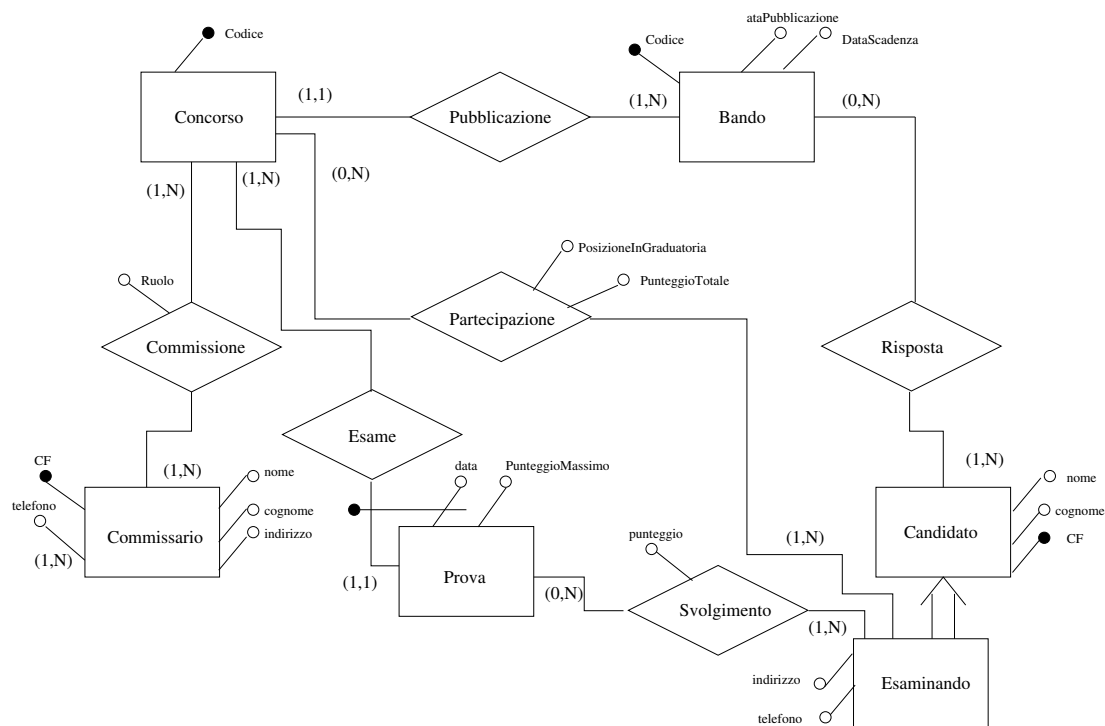 ataPubblicazione
Codice
Codice
DataScadenza
(1,1)
(1,N)
(0,N)
Concorso
Pubblicazione
Bando
(1,N)
(1,N)
(0,N)
PosizioneInGraduatoria
Ruolo
PunteggioTotale
Partecipazione
Commissione
Risposta
Esame
CF
(1,N)
nome
data
PunteggioMassimo
(1,N)
nome
telefono
cognome
cognome
Commissario
indirizzo
punteggio
Candidato
CF
(1,N)
(1,1)
Prova
(0,N)
(1,N)
Svolgimento
(1,N)
indirizzo
Esaminando
telefono